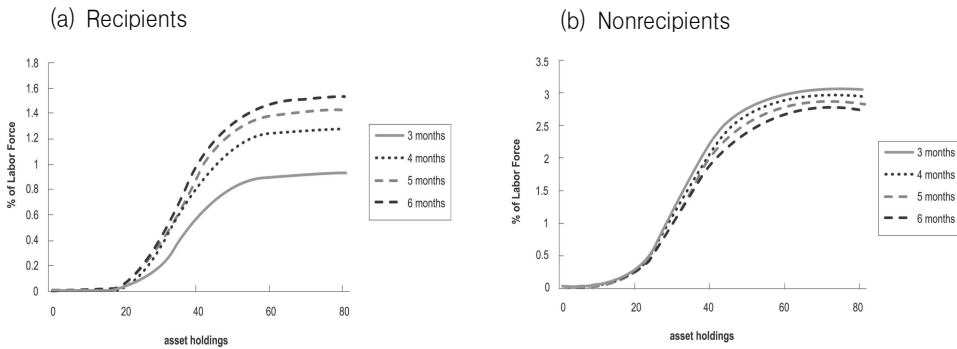 (a) Recipients
1.8
1.6
1.4
1.2
1
0.8
0.6
0.4
0.2
0
% of Labor Force
0 20 40 60 80
asset holdings
3 months
4 months
5 months
6 months
(b) Nonrecipients
3.5
3
2.5
2
1.5
1
0.5
0
% of Labor Force
0 20 40 60 80
asset holdings
3 months
4 months
5 months
6 months